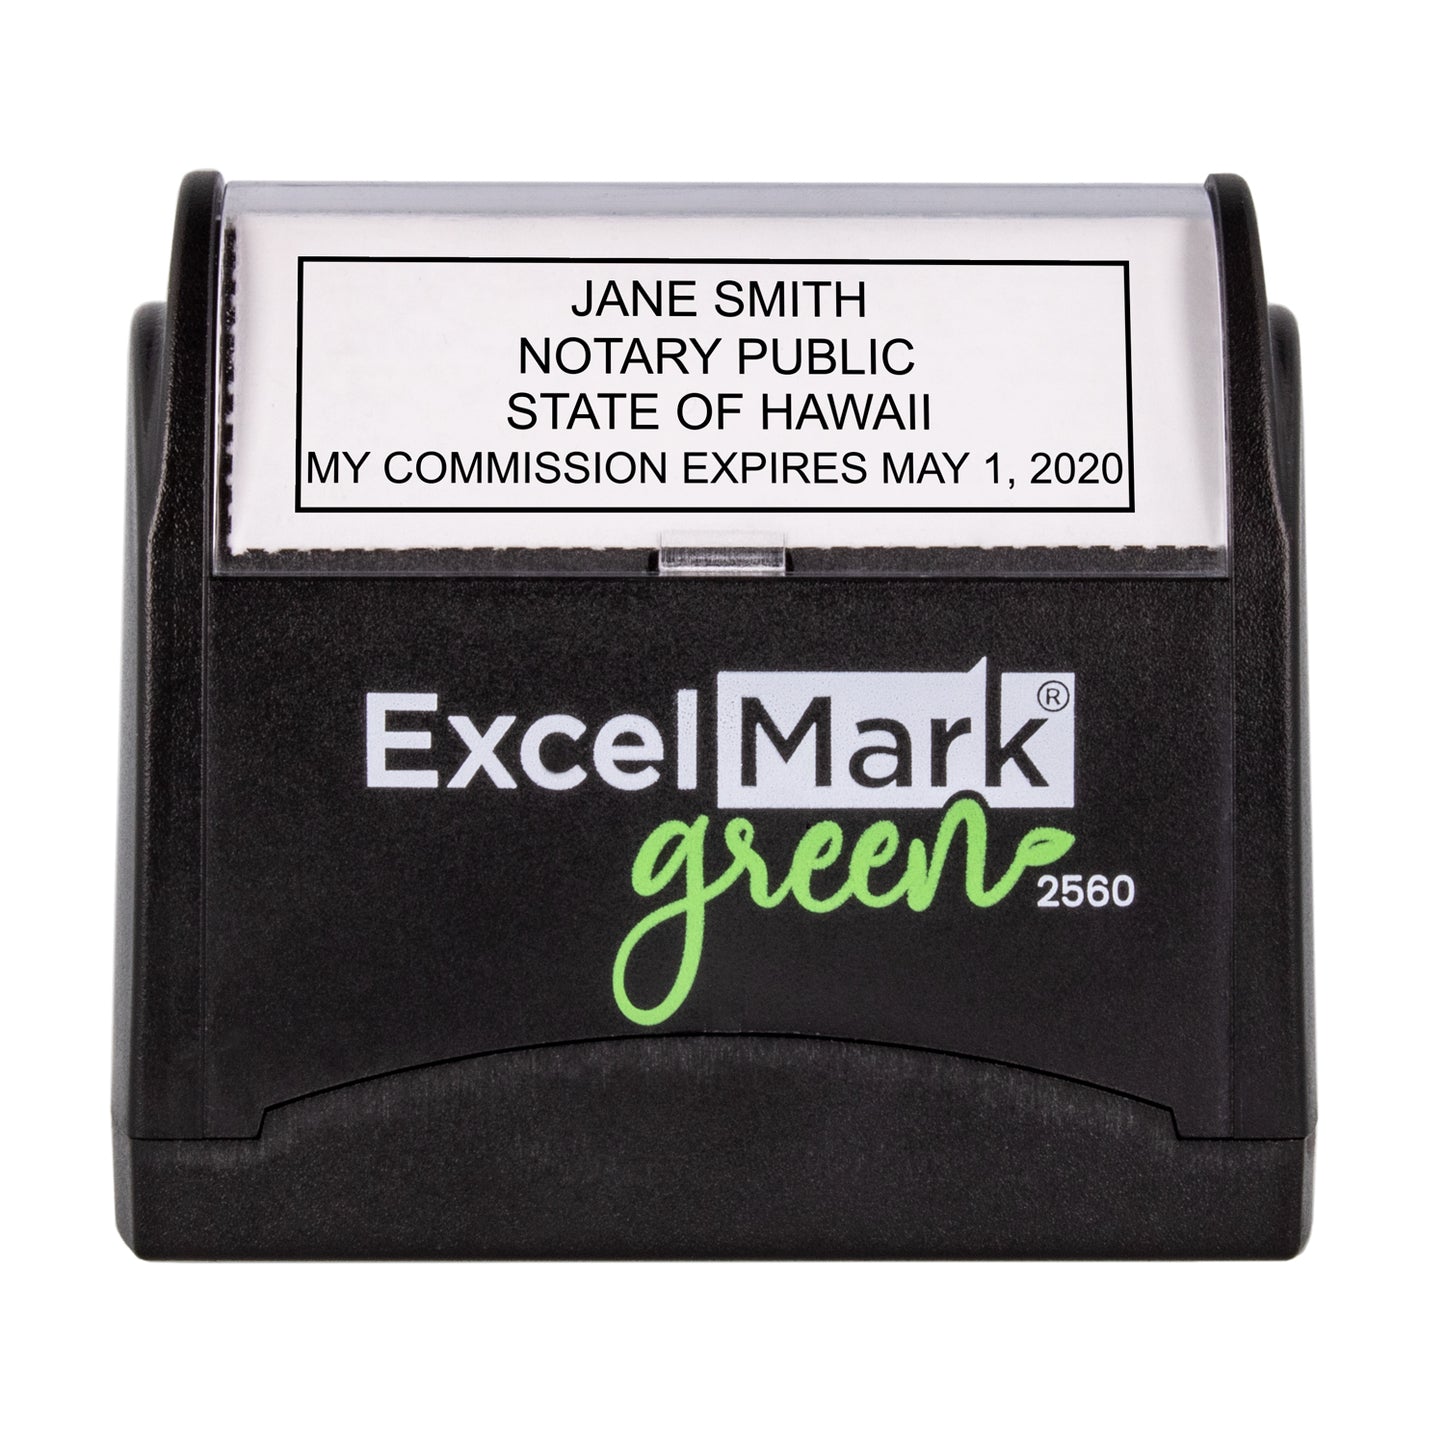 JANE SMITH
NOTARY PUBLIC
STATE OF HAWAII
MY COMMISSION EXPIRES MAY 1, 2020
ExcelMark®
green
2560